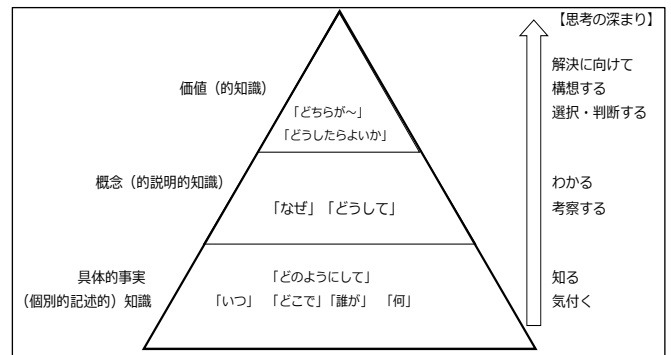 【思考の深まり】
解決に向けて
価値（的知識）
構想する
「どちらが～」
選択・判断する
「どうしたらよいか」
概念（的説明的知識）
わかる
「なぜ」「どうして」
考察する
具体的事実
「どのようにして」
知る
（個別的記述的）知識
「いつ」 「どこで」「誰が」 「何」
気付く